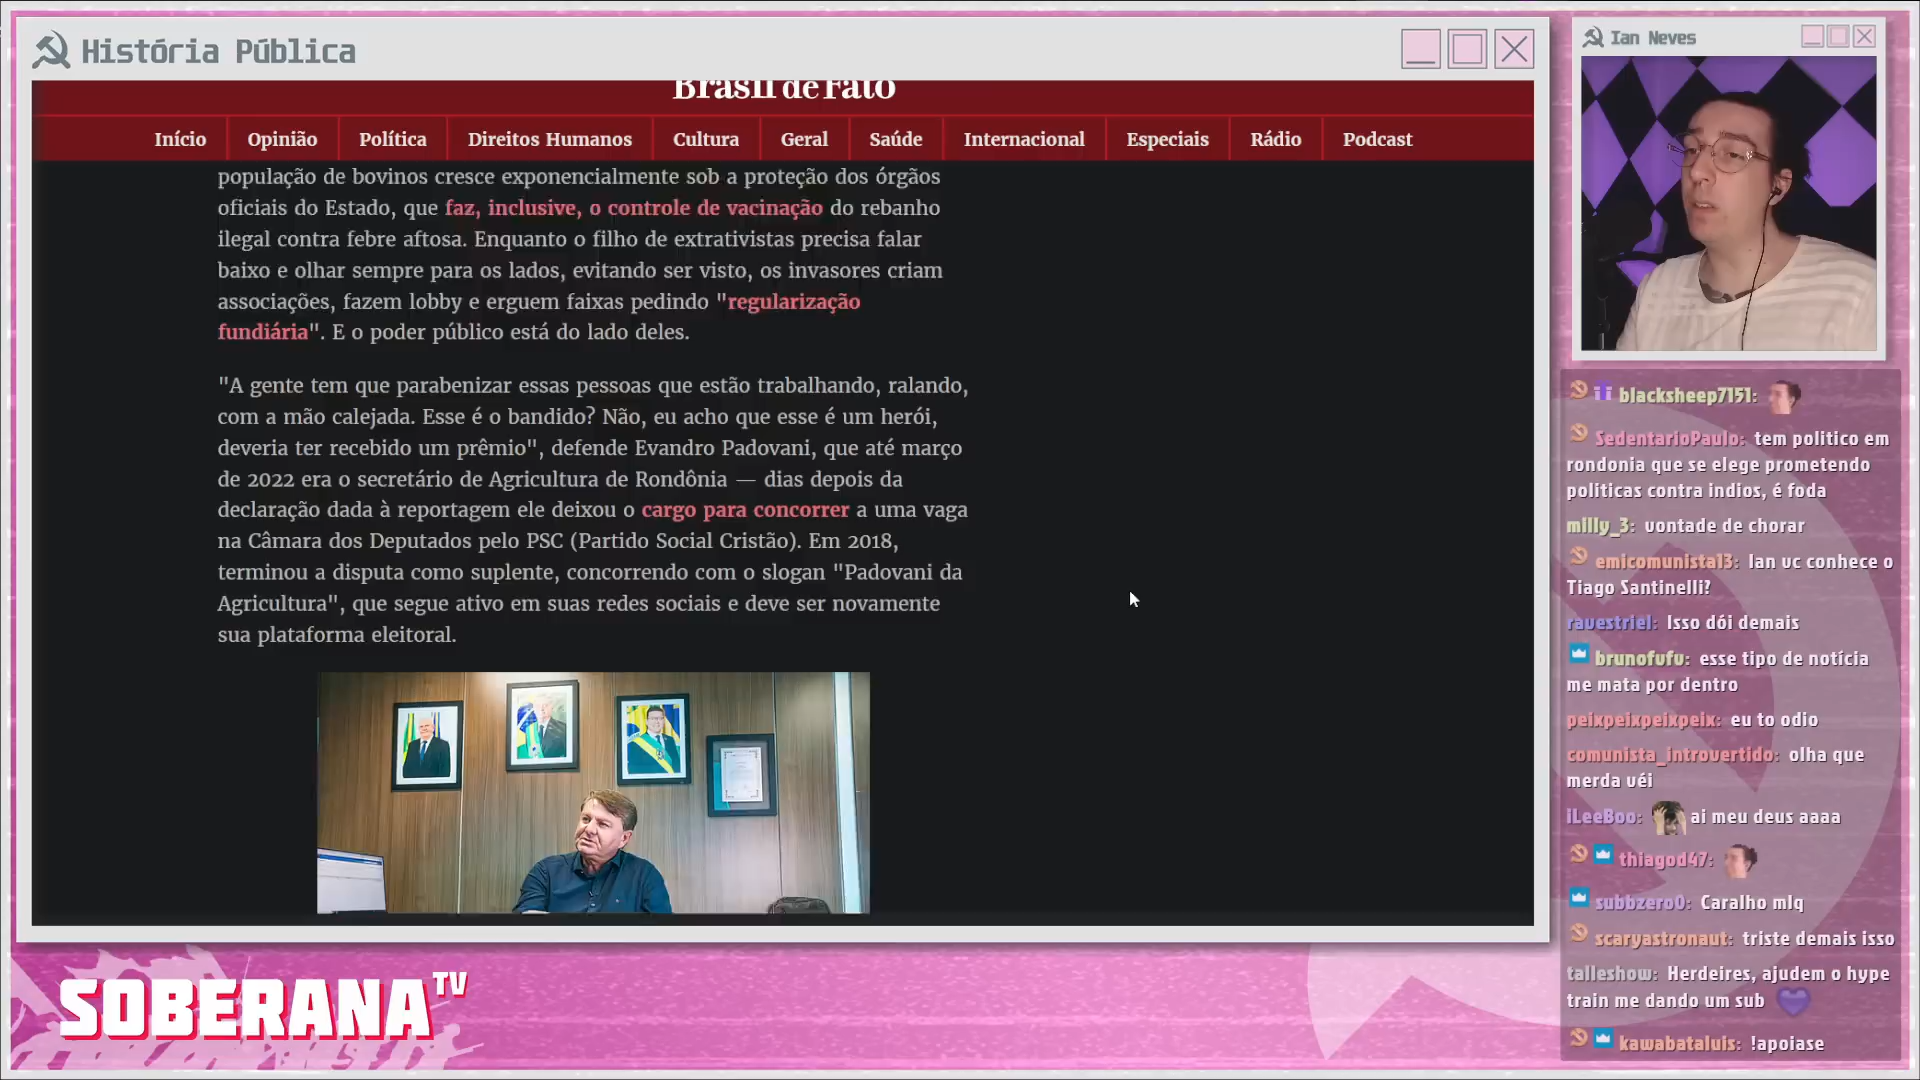 História Pública
Brasil de Fato
Início
Opinião
Política
Direitos Humanos
Cultura
Geral
Saúde
Internacional
Especiais
Rádio
Podcast
população de bovinos cresce exponencialmente sob a proteção dos órgãos
oficiais do Estado, que faz, inclusive, o controle de vacinação do rebanho
ilegal contra febre aftosa. Enquanto o filho de extrativistas precisa falar
baixo e olhar sempre para os lados, evitando ser visto, os invasores criam
associações, fazem lobby e erguem faixas pedindo "regularização
fundiária". E o poder público está do lado deles.
"A gente tem que parabenizar essas pessoas que estão trabalhando, ralando,
com a mão calejada. Esse é o bandido? Não, eu acho que esse é um herói,
deveria ter recebido um prêmio", defende Evandro Padovani, que até março
de 2022 era o secretário de Agricultura de Rondônia — dias depois da
declaração dada à reportagem ele deixou o cargo para concorrer a uma vaga
na Câmara dos Deputados pelo PSC (Partido Social Cristão). Em 2018,
terminou a disputa como suplente, concorrendo com o slogan "Padovani da
Agricultura", que segue ativo em suas redes sociais e deve ser novamente
sua plataforma eleitoral.
Ian Neves
blacksheep7151:
SedentarioPaulo: tem politico em
rondonia que se elege prometendo
politicas contra indios, é foda
milly_3: vontade de chorar
emicomunista13: Ian vc conhece o
Tiago Santinelli?
ravestriel: Isso dói demais
brunofufu: esse tipo de notícia
me mata por dentro
peixpeixpeixpeix: eu to odio
comunista_introvertido: olha que
merda véi
iLeeBoo: ai meu deus aaaa
thiagod47:
subbzero0: Caralho mlq
scaryastronaut: triste demais isso
talleshow: Herdeires, ajudem o hype
train me dando um sub
kawabataluis: !apoiase
SOBERANA TV